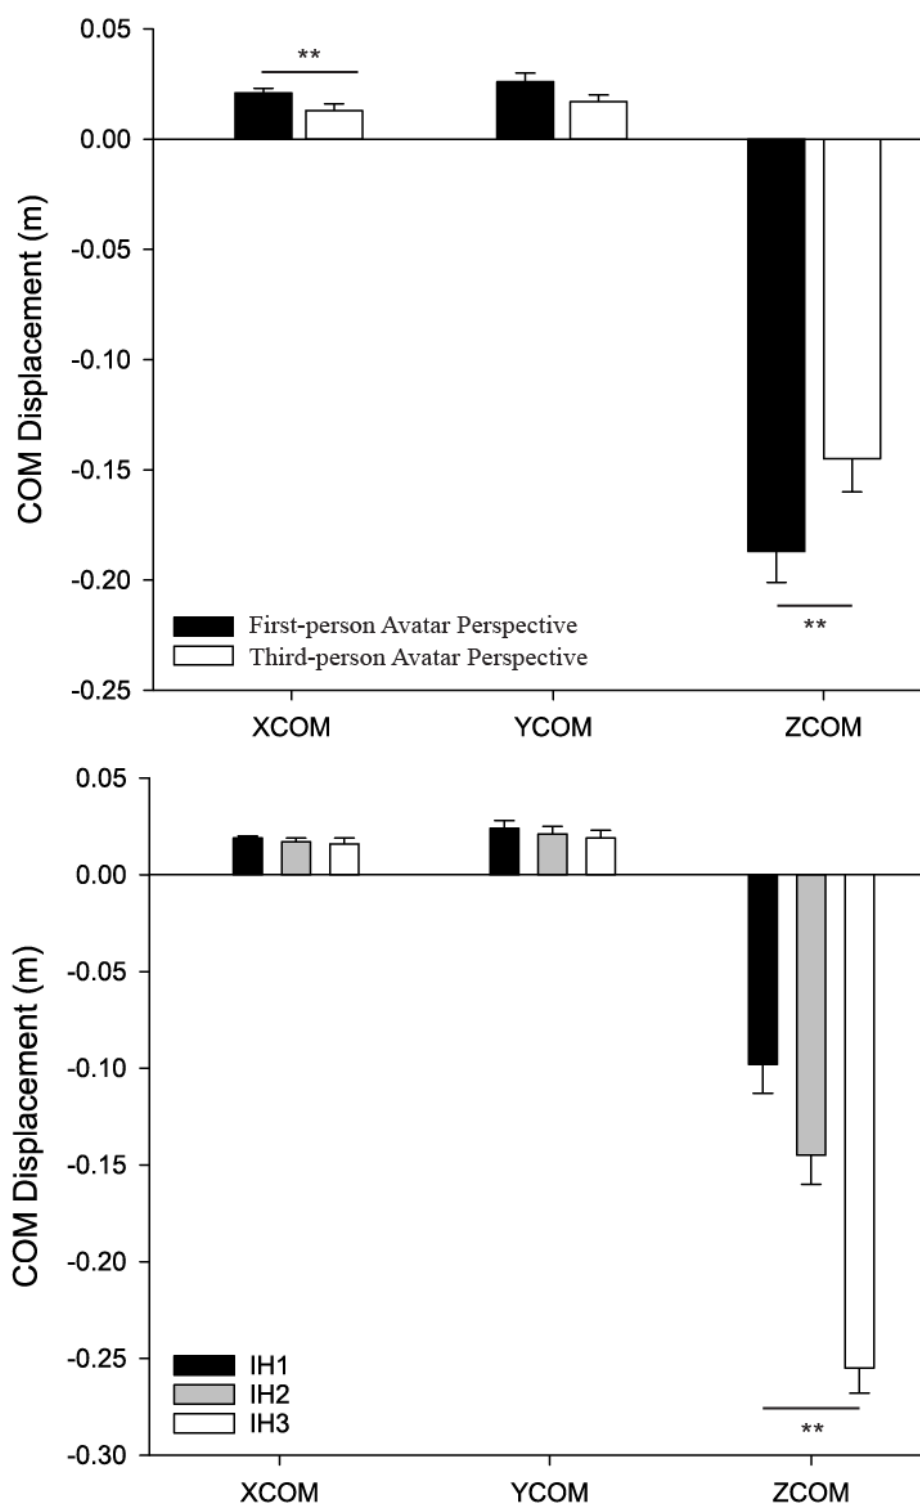 0.05
**
0.00
-0.05
-0.10
-0.15
-0.20
-0.25
COM Displacement (m)
**
First-person Avatar Perspective
Third-person Avatar Perspective
XCOM YCOM ZCOM
0.05
0.00
-0.05
-0.10
-0.15
-0.20
-0.25
-0.30
COM Displacement (m)
IH1
IH2
IH3
**
XCOM YCOM ZCOM